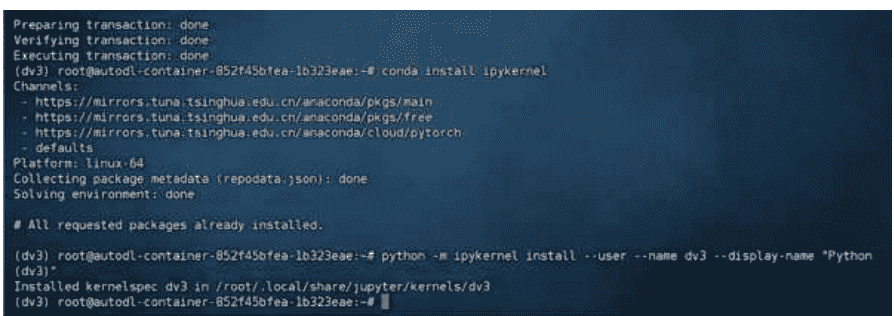 Preparing transaction: done
Verifying transaction: done
Executing transaction: done
(dv3) root@autodl-container-852f45bfea-1b323eae:~# conda install ipykernel
Channels:
 - https://mirrors.tuna.tsinghua.edu.cn/anaconda/pkgs/main
 - https://mirrors.tuna.tsinghua.edu.cn/anaconda/pkgs/free
 - https://mirrors.tuna.tsinghua.edu.cn/anaconda/cloud/pytorch
 - defaults
Platform: linux-64
Collecting package metadata (repodata.json): done
Solving environment: done
# All requested packages already installed.
(dv3) root@autodl-container-852f45bfea-1b323eae:~# python -m ipykernel install --user --name dv3 --display-name "Python
(dv3)"
Installed kernelspec dv3 in /root/.local/share/jupyter/kernels/dv3
(dv3) root@autodl-container-852f45bfea-1b323eae:~#